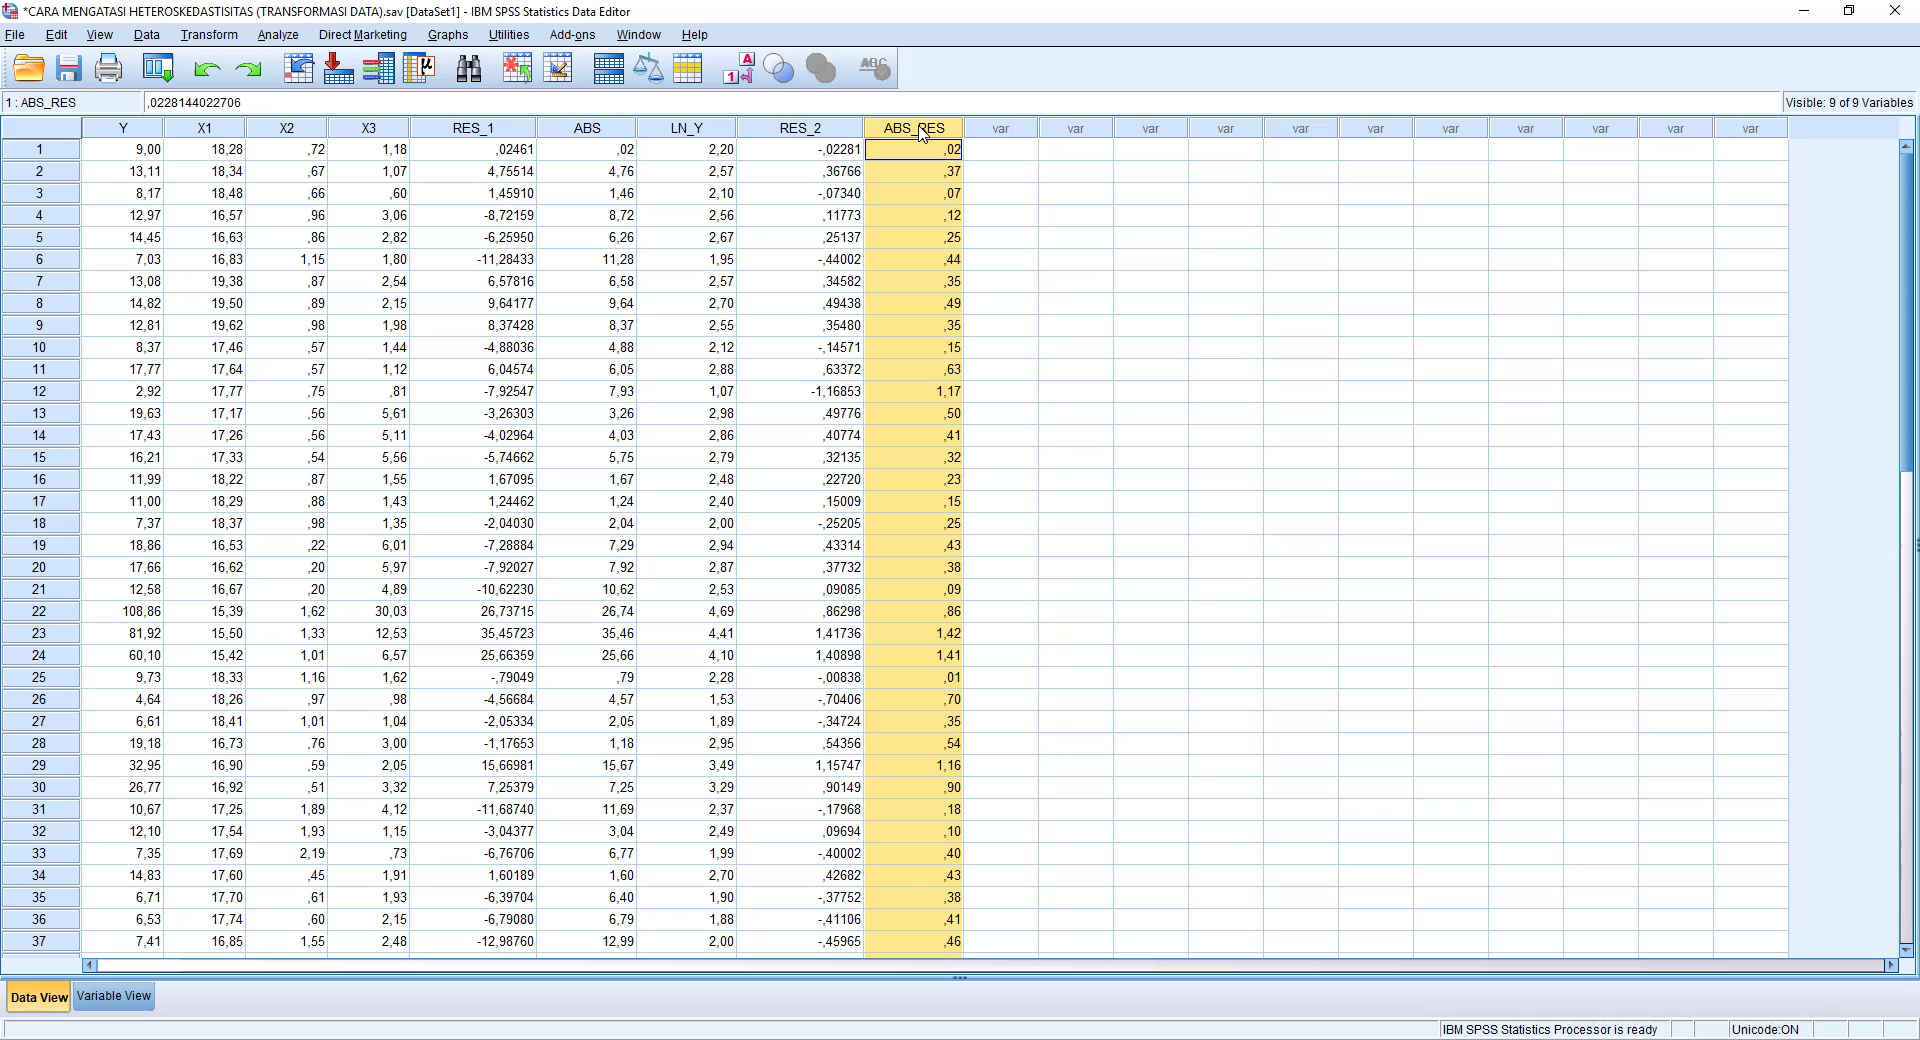 *CARA MENGATASI HETEROSKEDASTISITAS (TRANSFORMASI DATA).sav [DataSet1] - IBM SPSS Statistics Data Editor
File Edit View Data Transform Analyze Direct Marketing Graphs Utilities Add-ons Window Help
1 : ABS_RES ,0228144022706 Visible: 9 of 9 Variables
Y X1 X2 X3 RES_1 ABS LN_Y RES_2 ABS_RES var var var var var var var var var var var
1 9,00 18,28 ,72 1,18 ,02461 ,02 2,20 -,02281 ,02
2 13,11 18,34 ,67 1,07 4,75514 4,76 2,57 ,36766 ,37
3 8,17 18,48 ,66 ,60 1,45910 1,46 2,10 -,07340 ,07
4 12,97 16,57 ,96 3,06 -8,72159 8,72 2,56 ,11773 ,12
5 14,45 16,63 ,86 2,82 -6,25950 6,26 2,67 ,25137 ,25
6 7,03 16,83 1,15 1,80 -11,28433 11,28 1,95 -,44002 ,44
7 13,08 19,38 ,87 2,54 6,57816 6,58 2,57 ,34582 ,35
8 14,82 19,50 ,89 2,15 9,64177 9,64 2,70 ,49438 ,49
9 12,81 19,62 ,98 1,98 8,37428 8,37 2,55 ,35480 ,35
10 8,37 17,46 ,57 1,44 -4,88036 4,88 2,12 -,14571 ,15
11 17,77 17,64 ,57 1,12 6,04574 6,05 2,88 ,63372 ,63
12 2,92 17,77 ,75 ,81 -7,92547 7,93 1,07 -1,16853 1,17
13 19,63 17,17 ,56 5,61 -3,26303 3,26 2,98 ,49776 ,50
14 17,43 17,26 ,56 5,11 -4,02964 4,03 2,86 ,40774 ,41
15 16,21 17,33 ,54 5,56 -5,74662 5,75 2,79 ,32135 ,32
16 11,99 18,22 ,87 1,55 1,67095 1,67 2,48 ,22720 ,23
17 11,00 18,29 ,88 1,43 1,24462 1,24 2,40 ,15009 ,15
18 7,37 18,37 ,98 1,35 -2,04030 2,04 2,00 -,25205 ,25
19 18,86 16,53 ,22 6,01 -7,28884 7,29 2,94 ,43314 ,43
20 17,66 16,62 ,20 5,97 -7,92027 7,92 2,87 ,37732 ,38
21 12,58 16,67 ,20 4,89 -10,62230 10,62 2,53 ,09085 ,09
22 108,86 15,39 1,62 30,03 26,73715 26,74 4,69 ,86298 ,86
23 81,92 15,50 1,33 12,53 35,45723 35,46 4,41 1,41736 1,42
24 60,10 15,42 1,01 6,57 25,66359 25,66 4,10 1,40898 1,41
25 9,73 18,33 1,16 1,62 -,79049 ,79 2,28 -,00838 ,01
26 4,64 18,26 ,97 ,98 -4,56684 4,57 1,53 -,70406 ,70
27 6,61 18,41 1,01 1,04 -2,05334 2,05 1,89 -,34724 ,35
28 19,18 16,73 ,76 3,00 -1,17653 1,18 2,95 ,54356 ,54
29 32,95 16,90 ,59 2,05 15,66981 15,67 3,49 1,15747 1,16
30 26,77 16,92 ,51 3,32 7,25379 7,25 3,29 ,90149 ,90
31 10,67 17,25 1,89 4,12 -11,68740 11,69 2,37 -,17968 ,18
32 12,10 17,54 1,93 1,15 -3,04377 3,04 2,49 ,09694 ,10
33 7,35 17,69 2,19 ,73 -6,76706 6,77 1,99 -,40002 ,40
34 14,83 17,60 ,45 1,91 1,60189 1,60 2,70 ,42682 ,43
35 6,71 17,70 ,61 1,93 -6,39704 6,40 1,90 -,37752 ,38
36 6,53 17,74 ,60 2,15 -6,79080 6,79 1,88 -,41106 ,41
37 7,41 16,85 1,55 2,48 -12,98760 12,99 2,00 -,45965 ,46
Data View Variable View
IBM SPSS Statistics Processor is ready Unicode:ON